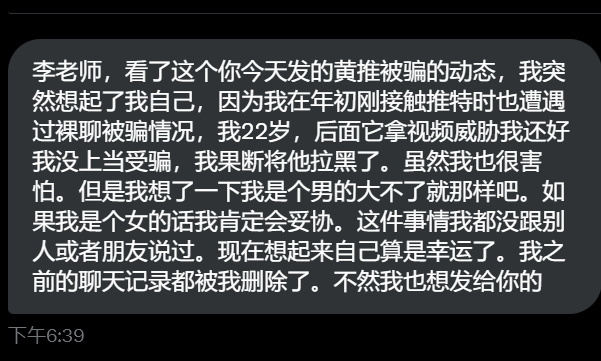 李老师，看了这个你今天发的黄推被骗的动态，我突
然想起了我自己，因为我在年初刚接触推特时也遭遇
过裸聊被骗情况，我22岁，后面它拿视频威胁我还好
我没上当受骗，我果断将他拉黑了。虽然我也很害
怕。但是我想了一下我是个男的大不了就那样吧。如
果我是个女的话我肯定会妥协。这件事情我都没跟别
人或者朋友说过。现在想起来自己算是幸运了。我之
前的聊天记录都被我删除了。不然我也想发给你的
下午6:39